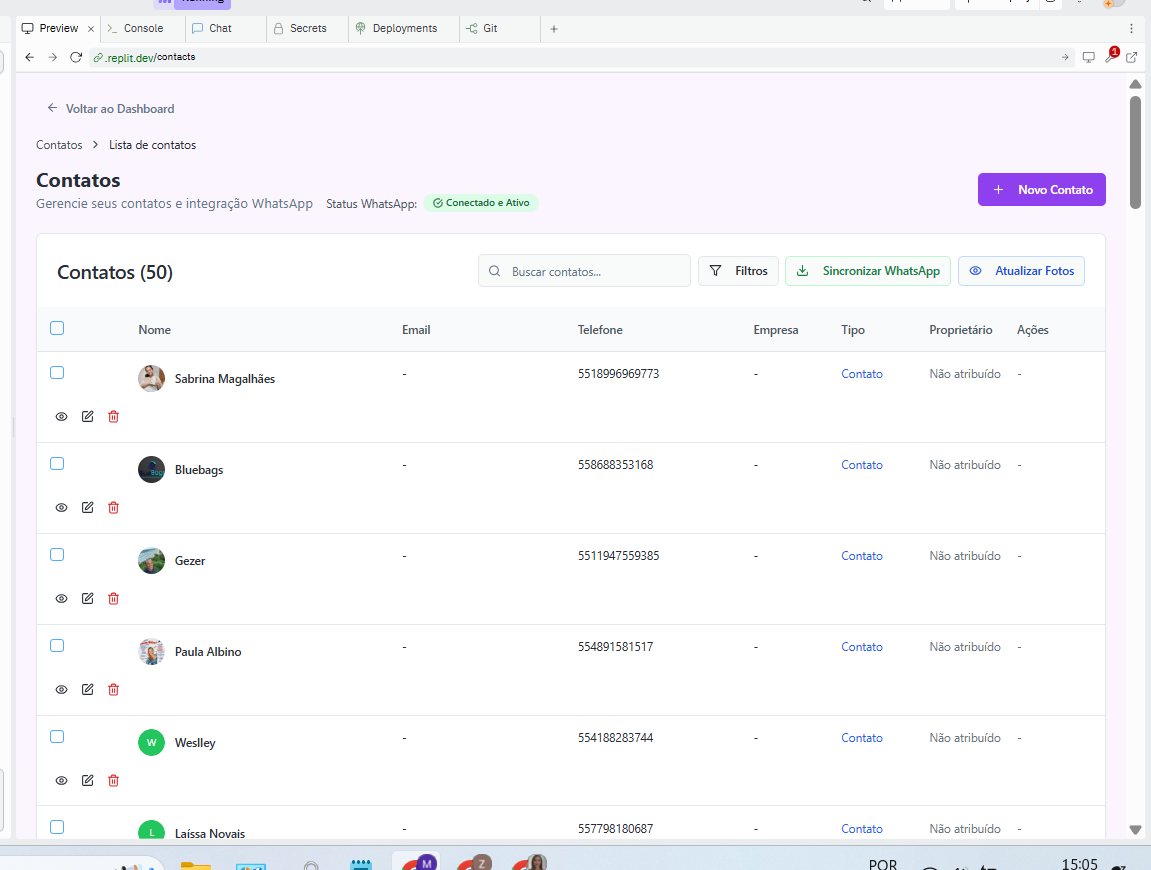 Running
Preview × Console Chat Secrets Deployments Git +
.replit.dev/contacts 1
Voltar ao Dashboard
Contatos > Lista de contatos
Contatos
Gerencie seus contatos e integração WhatsApp Status WhatsApp: Conectado e Ativo
+ Novo Contato
Contatos (50) Buscar contatos... Filtros Sincronizar WhatsApp Atualizar Fotos
Nome Email Telefone Empresa Tipo Proprietário Ações
Sabrina Magalhães - 5518996969773 - Contato Não atribuído -
Bluebags - 558688353168 - Contato Não atribuído -
Gezer - 5511947559385 - Contato Não atribuído -
Paula Albino - 554891581517 - Contato Não atribuído -
W Weslley - 554188283744 - Contato Não atribuído -
L Laíssa Novais - 557798180687 - Contato Não atribuído -
M Z POR 15:05